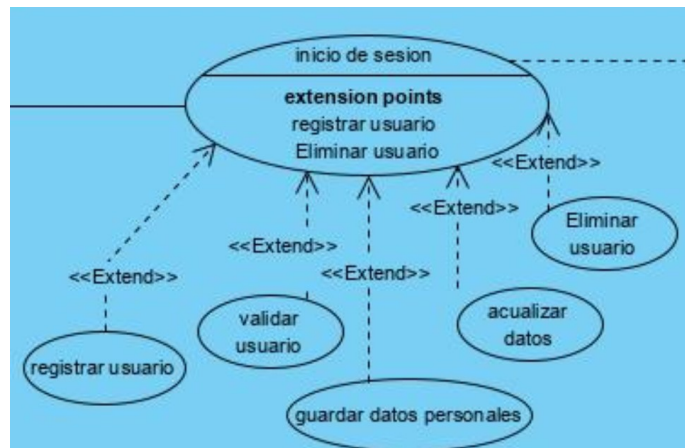 inicio de sesion
extension points
registrar usuario
Eliminar usuario
<<Extend>>
Eliminar
usuario
<<Extend>>
<<Extend>>
<<Extend>>
<<Extend>>
validar
usuario
acualizar
datos
registrar usuario
guardar datos personales